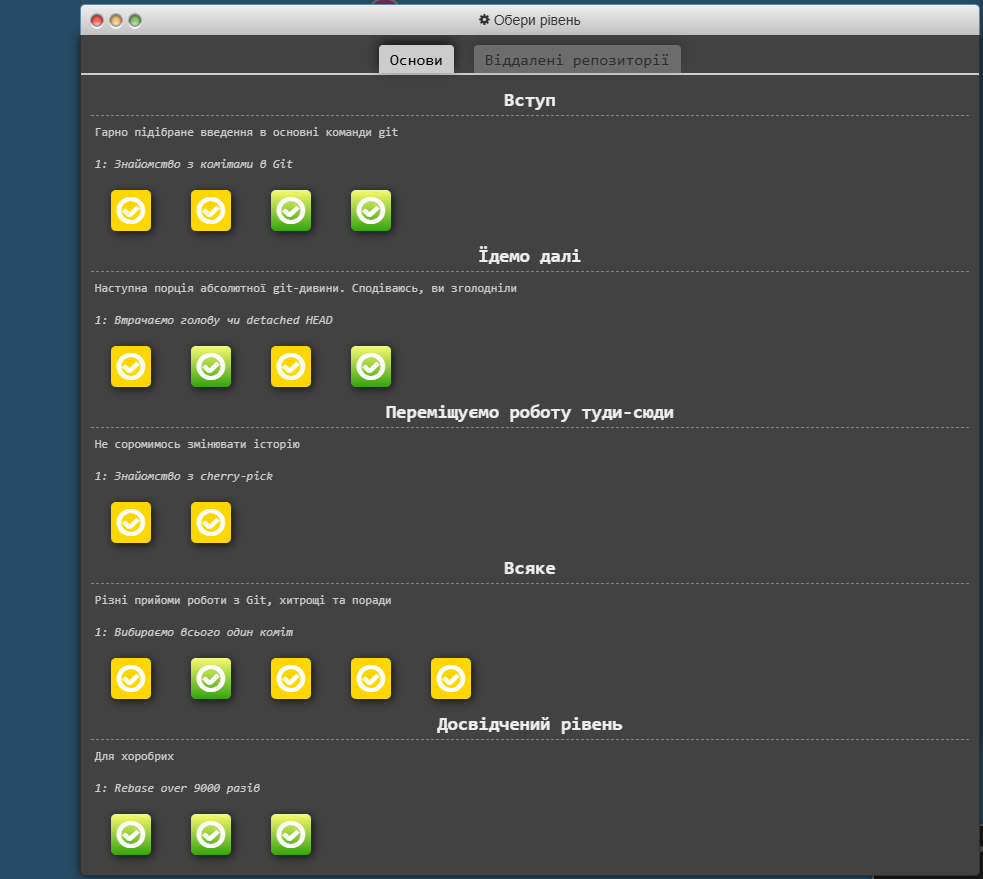 Обери рівень
Основи
Віддалені репозиторії
Вступ
Гарно підібране введення в основні команди git
1: Знайомство з комітами в Git
Їдемо далі
Наступна порція абсолютної git-дивини. Сподіваюсь, ви зголодніли
1: Втрачаємо голову чи detached HEAD
Переміщуємо роботу туди-сюди
Не соромимось змінювати історію
1: Знайомство з cherry-pick
Всяке
Різні прийоми роботи з Git, хитрощі та поради
1: Вибираємо всього один коміт
Досвідчений рівень
Для хоробрих
1: Rebase over 9000 разів